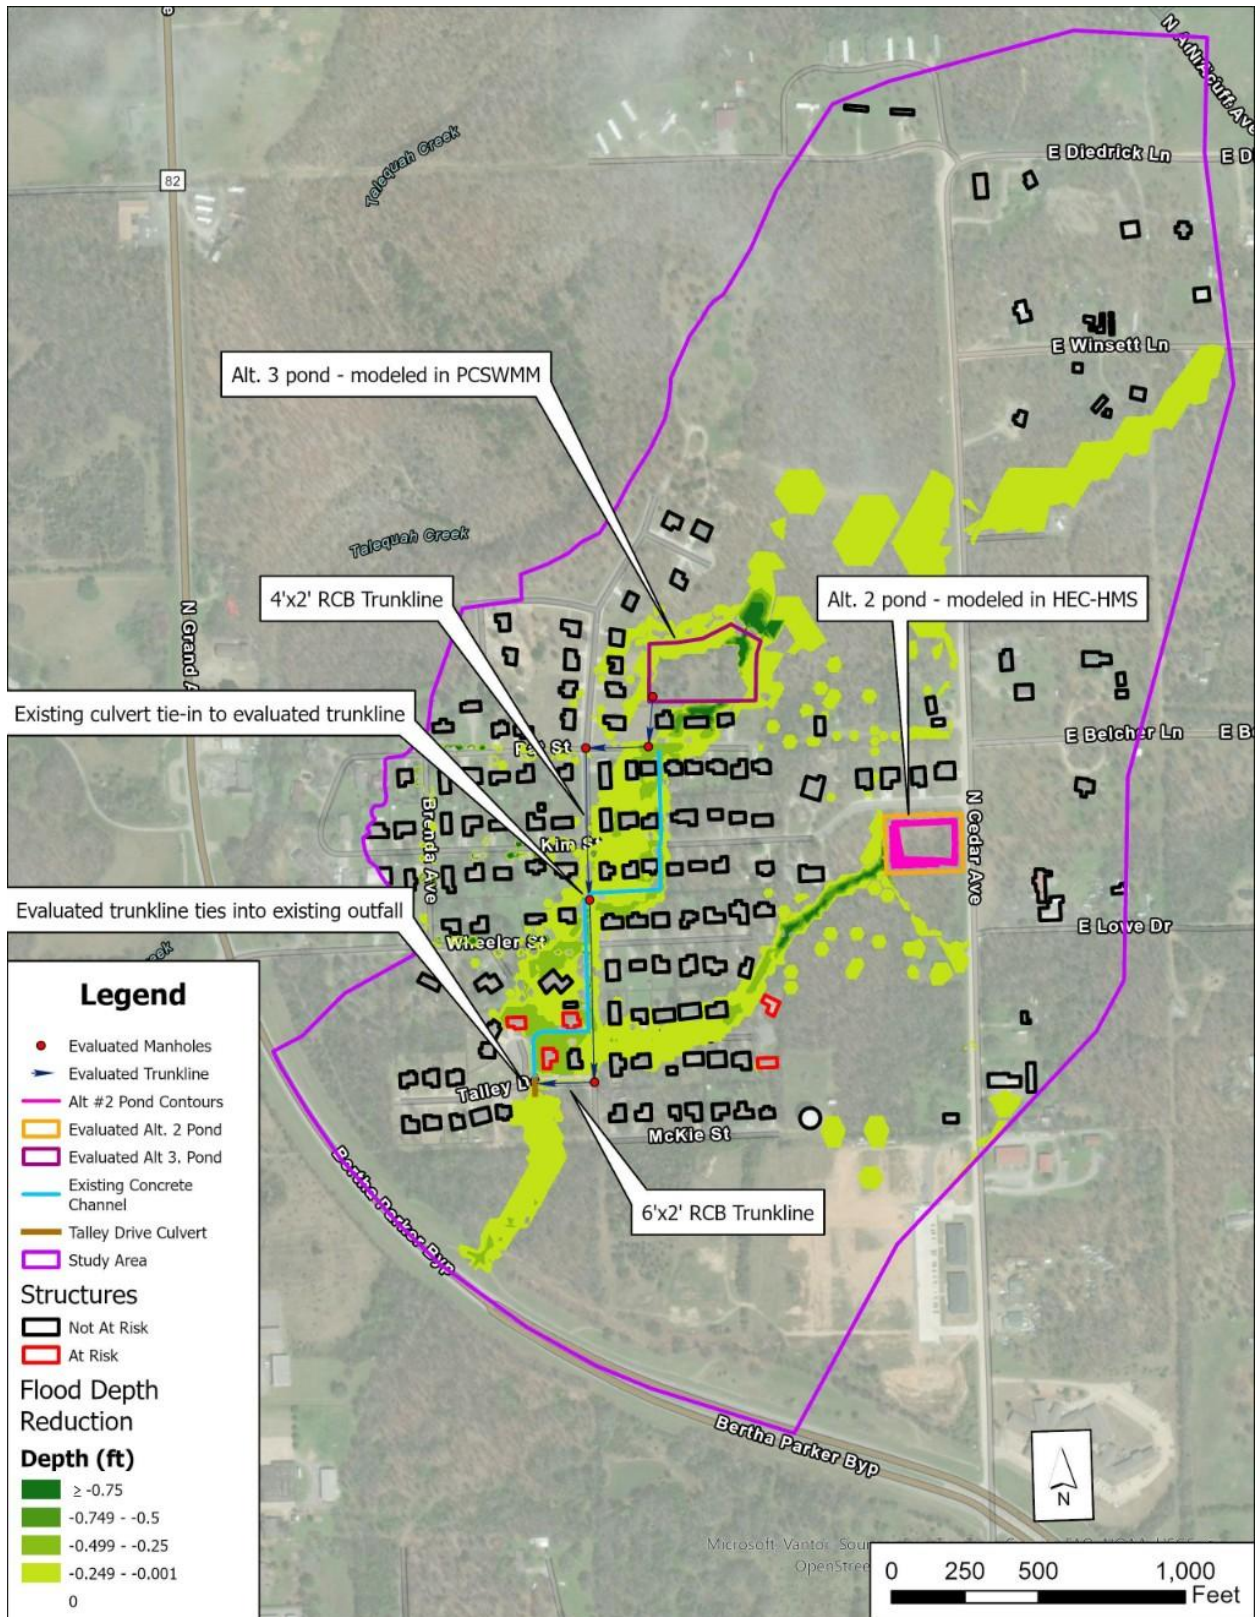 N Acuff Ave
E Diedrick Ln
82
Talequah Creek
E Winsett Ln
Alt. 3 pond - modeled in PCSWMM
Talequah Creek
4'x2' RCB Trunkline
Alt. 2 pond - modeled in HEC-HMS
N Grand A
Existing culvert tie-in to evaluated trunkline
E Belcher Ln
E Be
Brenda Ave
Kim St
N Cedar Ave
Evaluated trunkline ties into existing outfall
E Lowe Dr
Wheeler St
Talley D
McKie St
6'x2' RCB Trunkline
Bertha Parker Byp
Bertha Parker Byp
Legend
Evaluated Manholes
Evaluated Trunkline
Alt #2 Pond Contours
Evaluated Alt. 2 Pond
Evaluated Alt 3. Pond
Existing Concrete
Channel
Talley Drive Culvert
Study Area
Structures
Not At Risk
At Risk
Flood Depth
Reduction
Depth (ft)
≥ -0.75
-0.749 - -0.5
-0.499 - -0.25
-0.249 - -0.001
0
N
Microsoft, Vantor
OpenStree
0 250 500 1,000
Feet